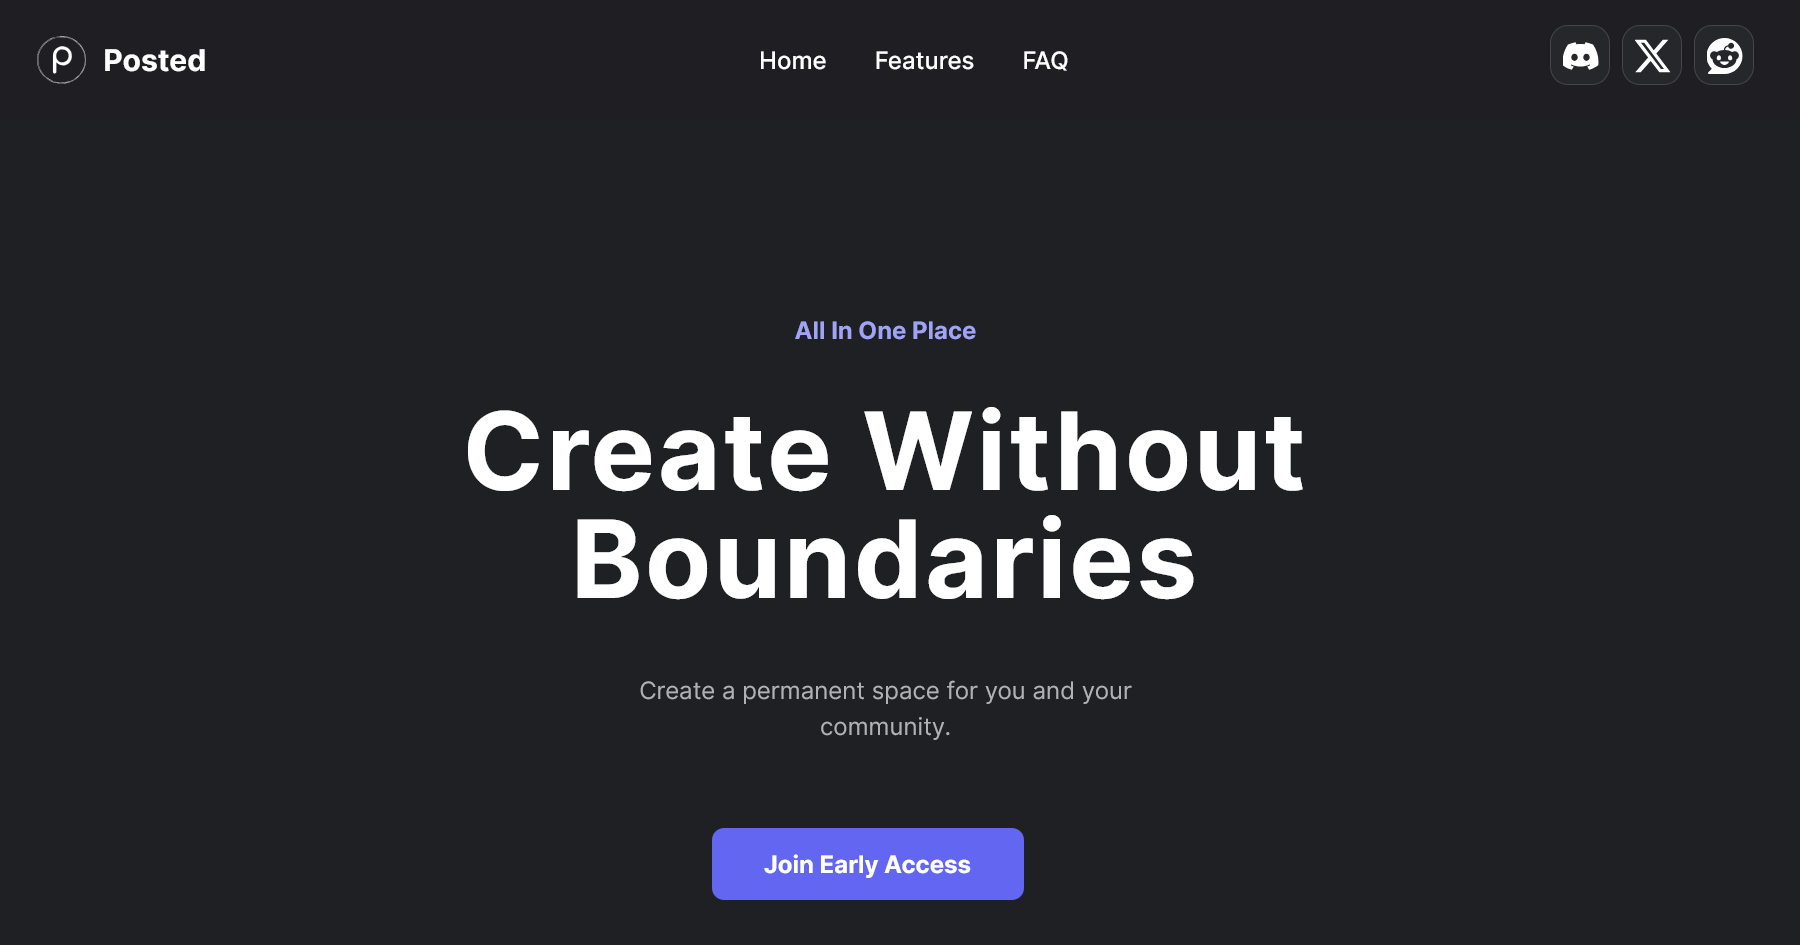 Posted
Home Features FAQ
All In One Place
Create Without
Boundaries
Create a permanent space for you and your
community.
Join Early Access